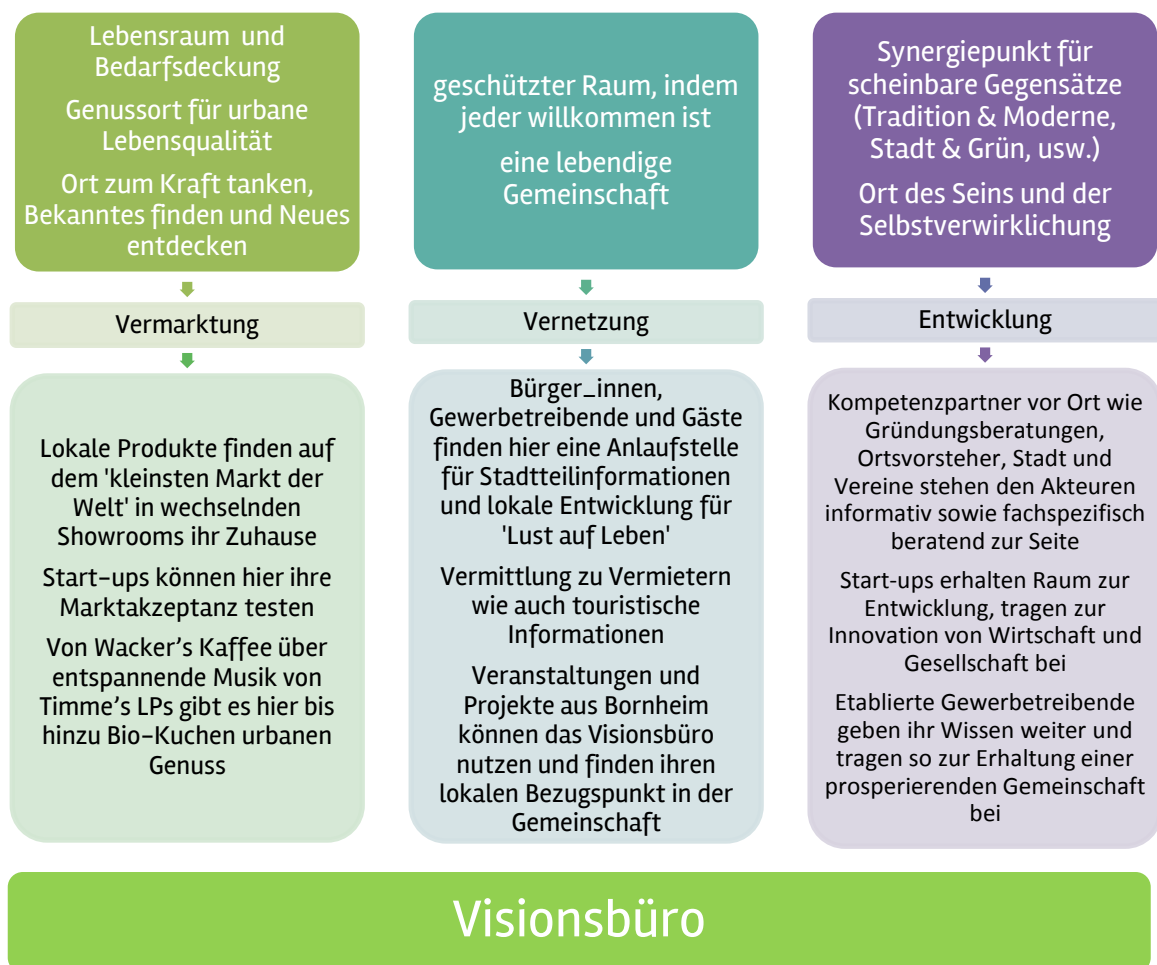 Lebensraum und
Bedarfsdeckung
Genussort für urbane
Lebensqualität
Ort zum Kraft tanken,
Bekanntes finden und Neues
entdecken
Vermarktung
Lokale Produkte finden auf
dem 'kleinsten Markt der
Welt' in wechselnden
Showrooms ihr Zuhause
Start-ups können hier ihre
Marktakzeptanz testen
Von Wacker's Kaffee über
entspannende Musik von
Timme's LPs gibt es hier bis
hinzu Bio-Kuchen urbanen
Genuss
geschützter Raum, indem
jeder willkommen ist
eine lebendige
Gemeinschaft
Vernetzung
Bürger_innen,
Gewerbetreibende und Gäste
finden hier eine Anlaufstelle
für Stadtteilinformationen
und lokale Entwicklung für
'Lust auf Leben'
Vermittlung zu Vermietern
wie auch touristische
Informationen
Veranstaltungen und
Projekte aus Bornheim
können das Visionsbüro
nutzen und finden ihren
lokalen Bezugspunkt in der
Gemeinschaft
Synergiepunkt für
scheinbare Gegensätze
(Tradition & Moderne,
Stadt & Grün, usw.)
Ort des Seins und der
Selbstverwirklichung
Entwicklung
Kompetenzpartner vor Ort wie
Gründungsberatungen,
Ortsvorsteher, Stadt und
Vereine stehen den Akteuren
informativ sowie fachspezifisch
beratend zur Seite
Start-ups erhalten Raum zur
Entwicklung, tragen zur
Innovation von Wirtschaft und
Gesellschaft bei
Etablierte Gewerbetreibende
geben ihr Wissen weiter und
tragen so zur Erhaltung einer
prosperierenden Gemeinschaft
bei
Visionsbüro